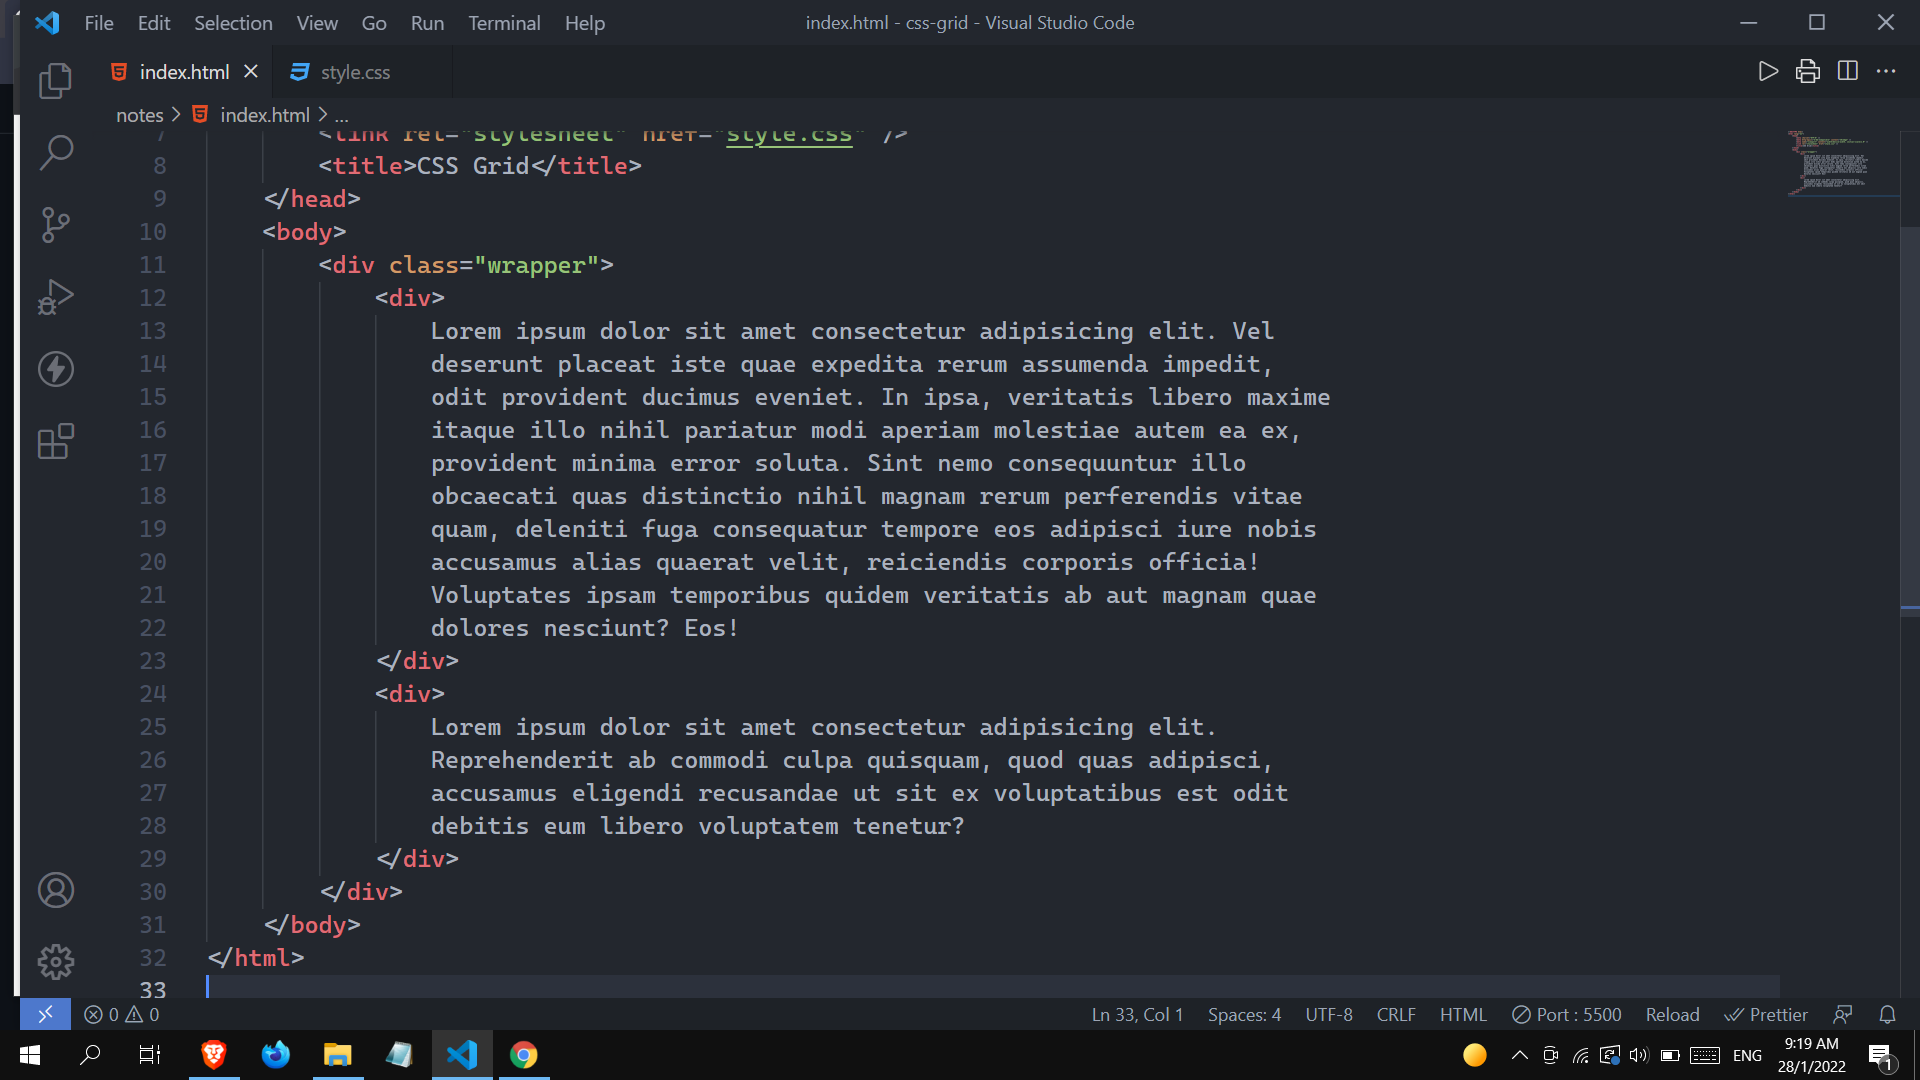 File Edit Selection View Go Run Terminal Help index.html - css-grid - Visual Studio Code
index.html style.css
notes > index.html > ...
7 <link rel="stylesheet" href="style.css" />
8 <title>CSS Grid</title>
9 </head>
10 <body>
11 <div class="wrapper">
12 <div>
13 Lorem ipsum dolor sit amet consectetur adipisicing elit. Vel
14 deserunt placeat iste quae expedita rerum assumenda impedit,
15 odit provident ducimus eveniet. In ipsa, veritatis libero maxime
16 itaque illo nihil pariatur modi aperiam molestiae autem ea ex,
17 provident minima error soluta. Sint nemo consequuntur illo
18 obcaecati quas distinctio nihil magnam rerum perferendis vitae
19 quam, deleniti fuga consequatur tempore eos adipisci iure nobis
20 accusamus alias quaerat velit, reiciendis corporis officia!
21 Voluptates ipsam temporibus quidem veritatis ab aut magnam quae
22 dolores nesciunt? Eos!
23 </div>
24 <div>
25 Lorem ipsum dolor sit amet consectetur adipisicing elit.
26 Reprehenderit ab commodi culpa quisquam, quod quas adipisci,
27 accusamus eligendi recusandae ut sit ex voluptatibus est odit
28 debitis eum libero voluptatem tenetur?
29 </div>
30 </div>
31 </body>
32 </html>
33
0 0 Ln 33, Col 1 Spaces: 4 UTF-8 CRLF HTML Port : 5500 Reload Prettier
ENG 9:19 AM
28/1/2022 1